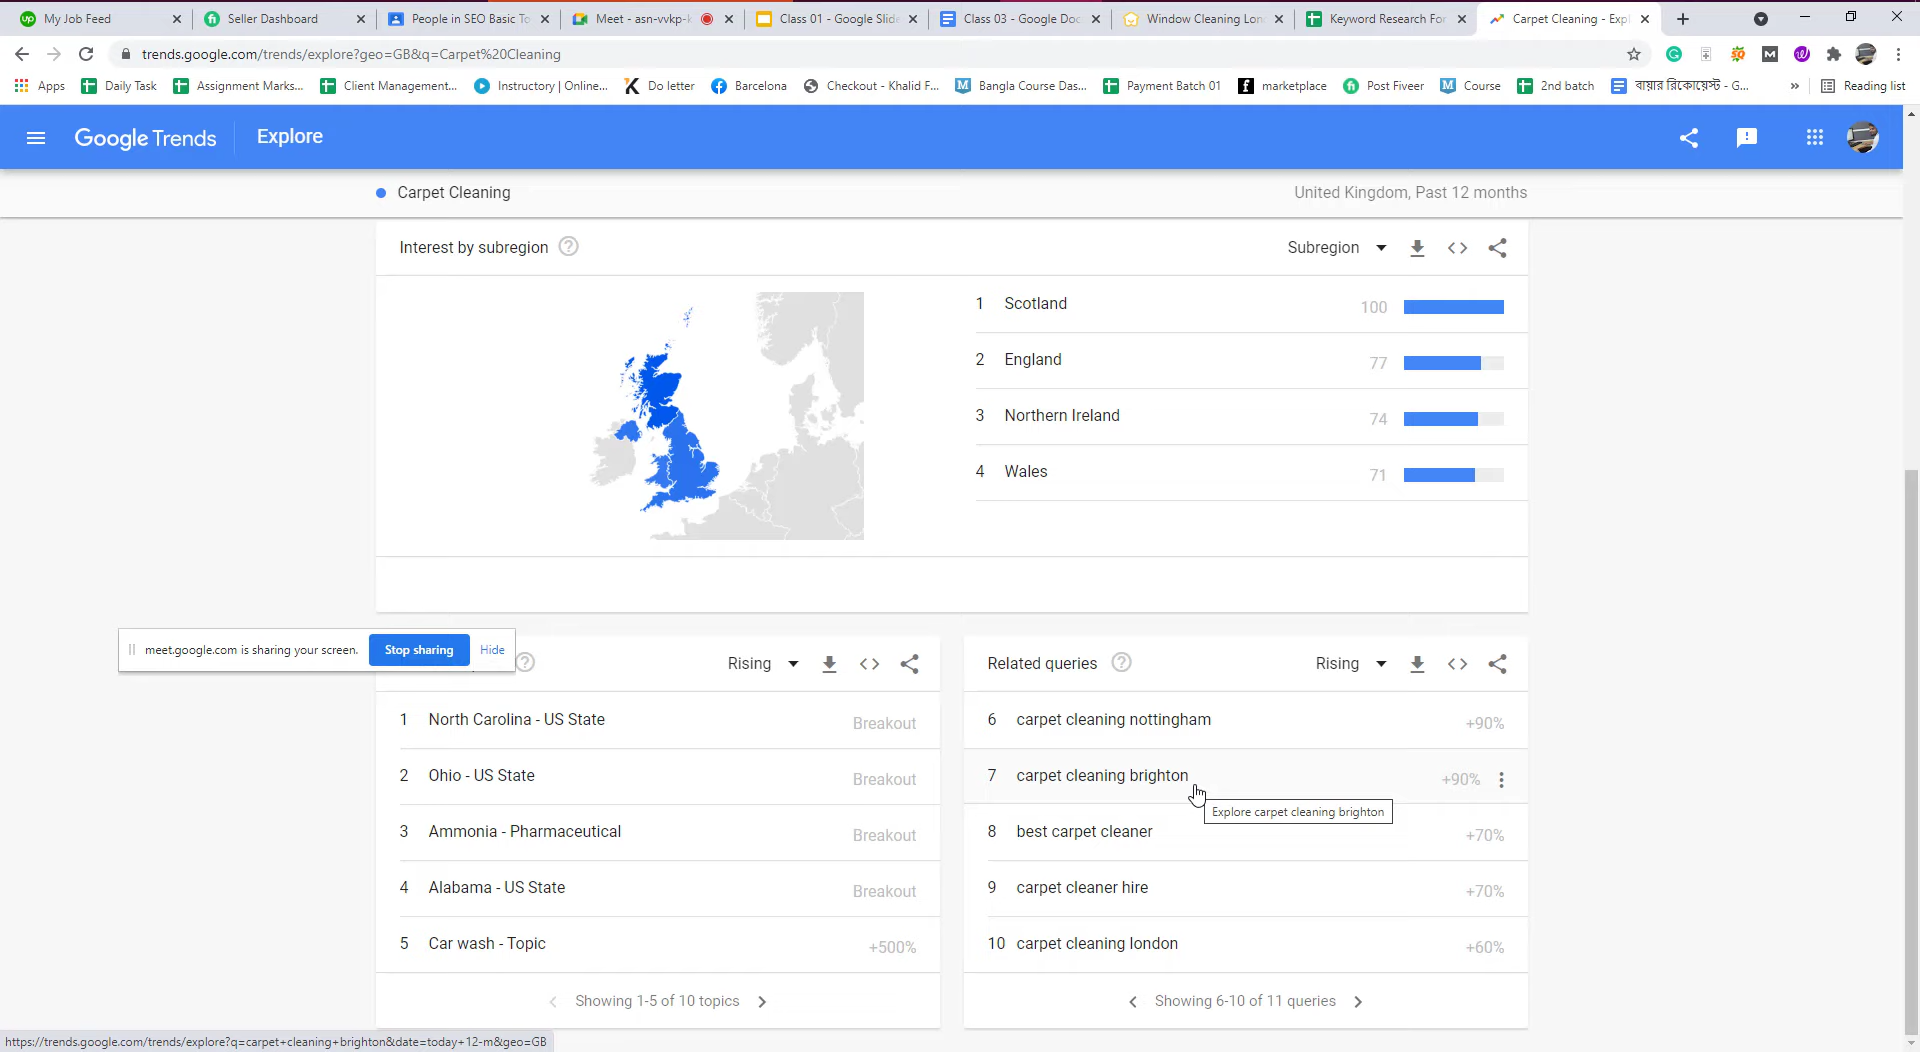 My Job Feed
Seller Dashboard
People in SEO Basic To
Meet - asn-vvkp-k
Class 01 - Google Slide
Class 03 - Google Doc
Window Cleaning Lon
Keyword Research For
Carpet Cleaning - Expl
trends.google.com/trends/explore?geo=GB&q=Carpet%20Cleaning
Apps
Daily Task
Assignment Marks...
Client Management...
Instructory | Online...
Do letter
Barcelona
Checkout - Khalid F...
Bangla Course Das...
Payment Batch 01
marketplace
Post Fiveer
Course
2nd batch
বায়ার রিকোয়েস্ট - G...
»
Reading list
Google Trends
Explore
Carpet Cleaning
United Kingdom, Past 12 months
Interest by subregion
Subregion
1 Scotland 100
2 England 77
3 Northern Ireland 74
4 Wales 71
meet.google.com is sharing your screen.
Stop sharing
Hide
Rising
1 North Carolina - US State Breakout
2 Ohio - US State Breakout
3 Ammonia - Pharmaceutical Breakout
4 Alabama - US State Breakout
5 Car wash - Topic +500%
Showing 1-5 of 10 topics
Related queries
Rising
6 carpet cleaning nottingham +90%
7 carpet cleaning brighton +90%
Explore carpet cleaning brighton
8 best carpet cleaner +70%
9 carpet cleaner hire +70%
10 carpet cleaning london +60%
Showing 6-10 of 11 queries
https://trends.google.com/trends/explore?q=carpet+cleaning+brighton&date=today+12-m&geo=GB